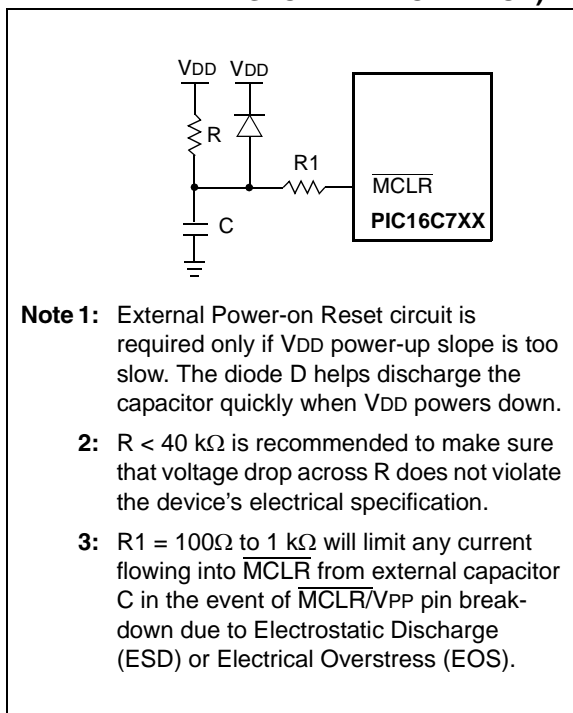 VDD VDD
R
R1
MCLR
C
PIC16C7XX
Note 1: External Power-on Reset circuit is
required only if VDD power-up slope is too
slow. The diode D helps discharge the
capacitor quickly when VDD powers down.
2: R < 40 kΩ is recommended to make sure
that voltage drop across R does not violate
the device's electrical specification.
3: R1 = 100Ω to 1 kΩ will limit any current
flowing into MCLR from external capacitor
C in the event of MCLR/VPP pin break-
down due to Electrostatic Discharge
(ESD) or Electrical Overstress (EOS).